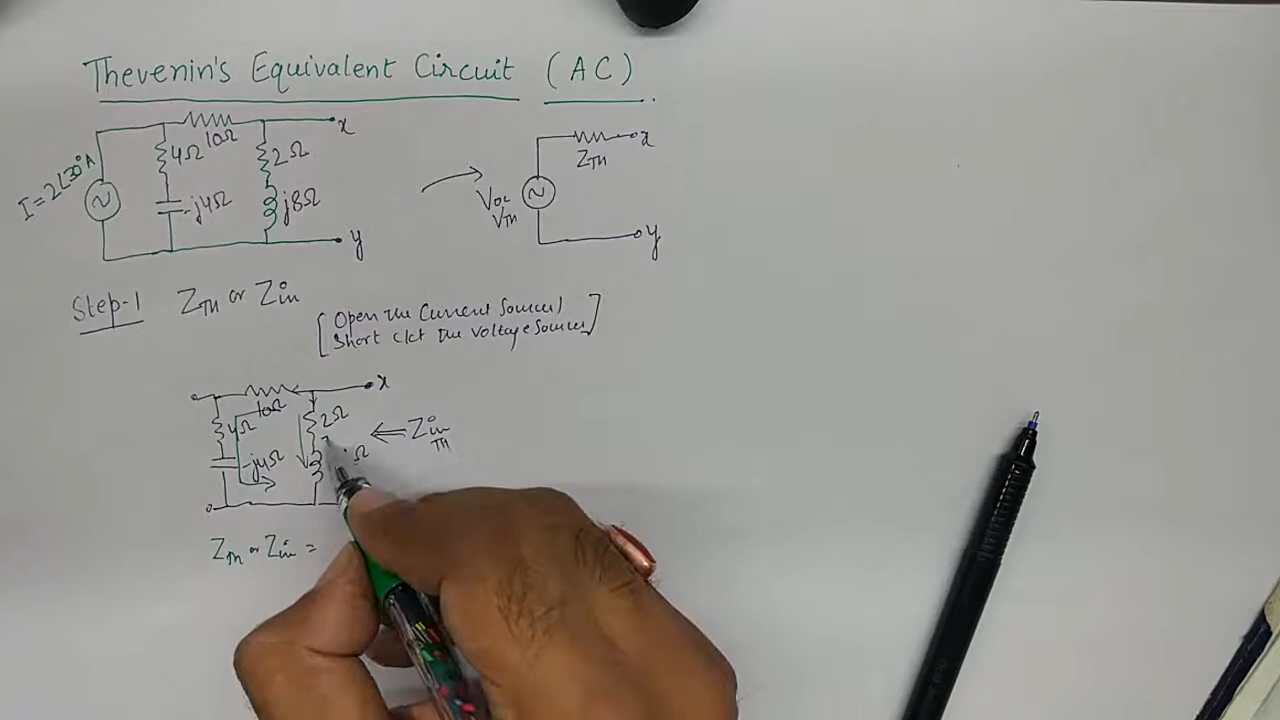 Thevenin's Equivalent Circuit (AC).
I = 2∠30°A
4Ω
10Ω
2Ω
-j4Ω
j8Ω
x
y
Voc
VTH
ZTH
x
y
Step-1 ZTH or Zin
[Open the Current Source/
Short Ckt the Voltage Source]
10Ω
4Ω
-j4Ω
2Ω
Ω
x
⇐ Zin
TH
ZTH or Zin =